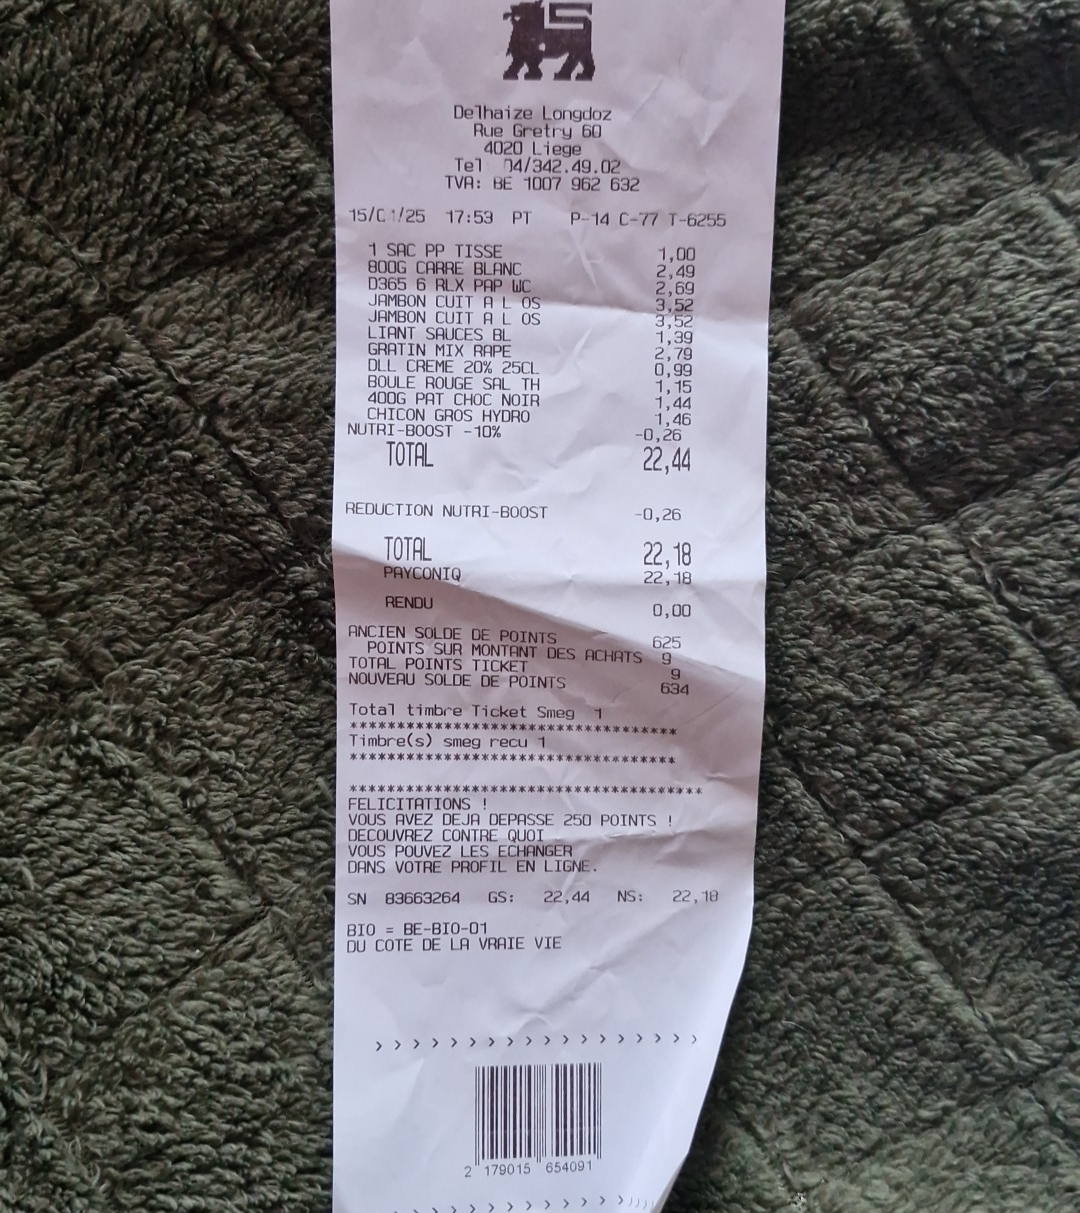 Delhaize Longdoz
Rue Gretry 60
4020 Liege
Tel 04/342.49.02
TVA: BE 1007 962 632
17:53 PT P-14 C-77 T-6255
1 SAC PP TISSE 1,00
800G CARRE BLANC 2,49
D365 6 RLX PAP WC 2,69
JAMBON CUIT A L OS 3,52
JAMBON CUIT A L OS 3,52
LIANT SAUCES BL 1,39
GRATIN MIX RAPE 2,79
DLL CREME 20% 25CL 0,99
BOULE ROUGE SAL TH 1,15
400G PAT CHOC NOIR 1,44
CHICON GROS HYDRO 1,46
NUTRI-BOOST -10% -0,26
TOTAL 22,44
REDUCTION NUTRI-BOOST -0,26
TOTAL 22,18
PAYCONIQ 22,18
RENDU 0,00
ANCIEN SOLDE DE POINTS 625
POINTS SUR MONTANT DES ACHATS 9
TOTAL POINTS TICKET 9
NOUVEAU SOLDE DE POINTS 634
Total timbre Ticket Smeg 1
***********************************
Timbre(s) smeg recu 1
***********************************
**************************************
FELICITATIONS !
VOUS AVEZ DEJA DEPASSE 250 POINTS !
DECOUVREZ CONTRE QUOI
VOUS POUVEZ LES ECHANGER
DANS VOTRE PROFIL EN LIGNE.
SN 83663264 GS: 22,44 NS: 22,18
BIO = BE-BIO-01
DU COTE DE LA VRAIE VIE
> > > > > > > > > > > > > > > > > >
2 179015 654091
> > > > > > > > > > > > > >